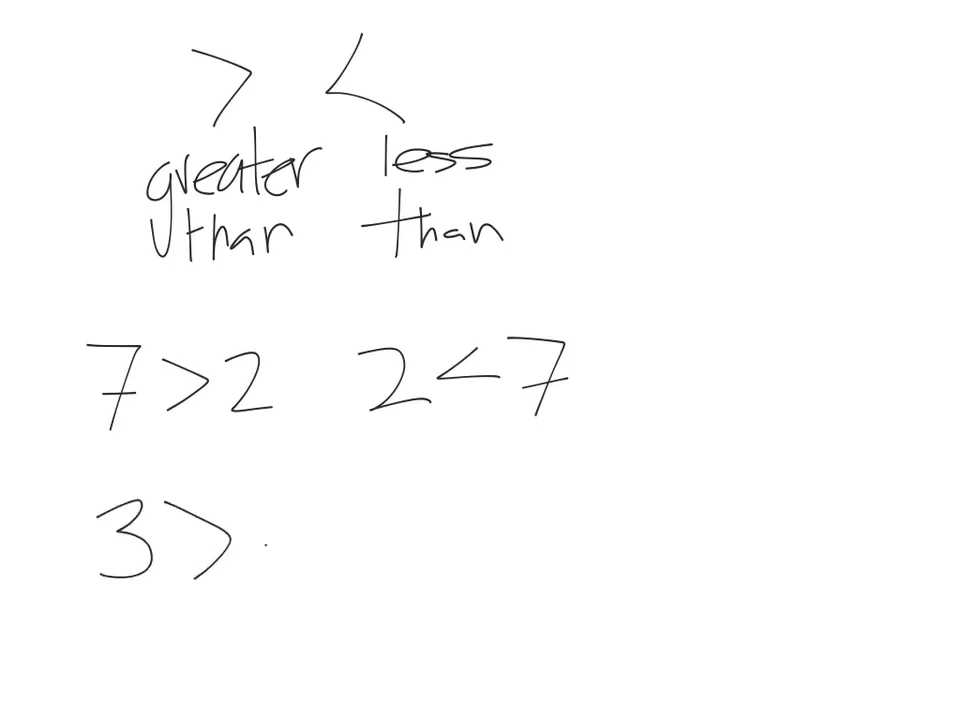 > <
greater less
than than
7>2 2<7
3>